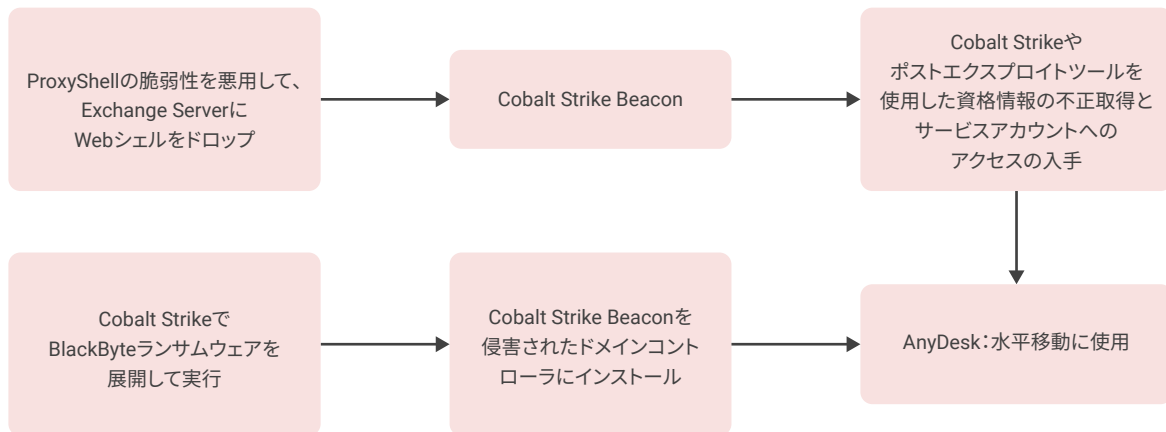 ProxyShellの脆弱性を悪用して、
Exchange Serverに
Webシェルをドロップ
Cobalt Strike Beacon
Cobalt Strikeや
ポストエクスプロイトツールを
使用した資格情報の不正取得と
サービスアカウントへの
アクセスの入手
Cobalt Strikeで
BlackByteランサムウェアを
展開して実行
Cobalt Strike Beaconを
侵害されたドメインコント
ローラにインストール
AnyDesk：水平移動に使用